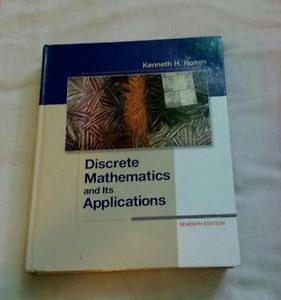 Kenneth H. Rosen
Discrete
Mathematics
and Its
Applications
SEVENTH EDITION